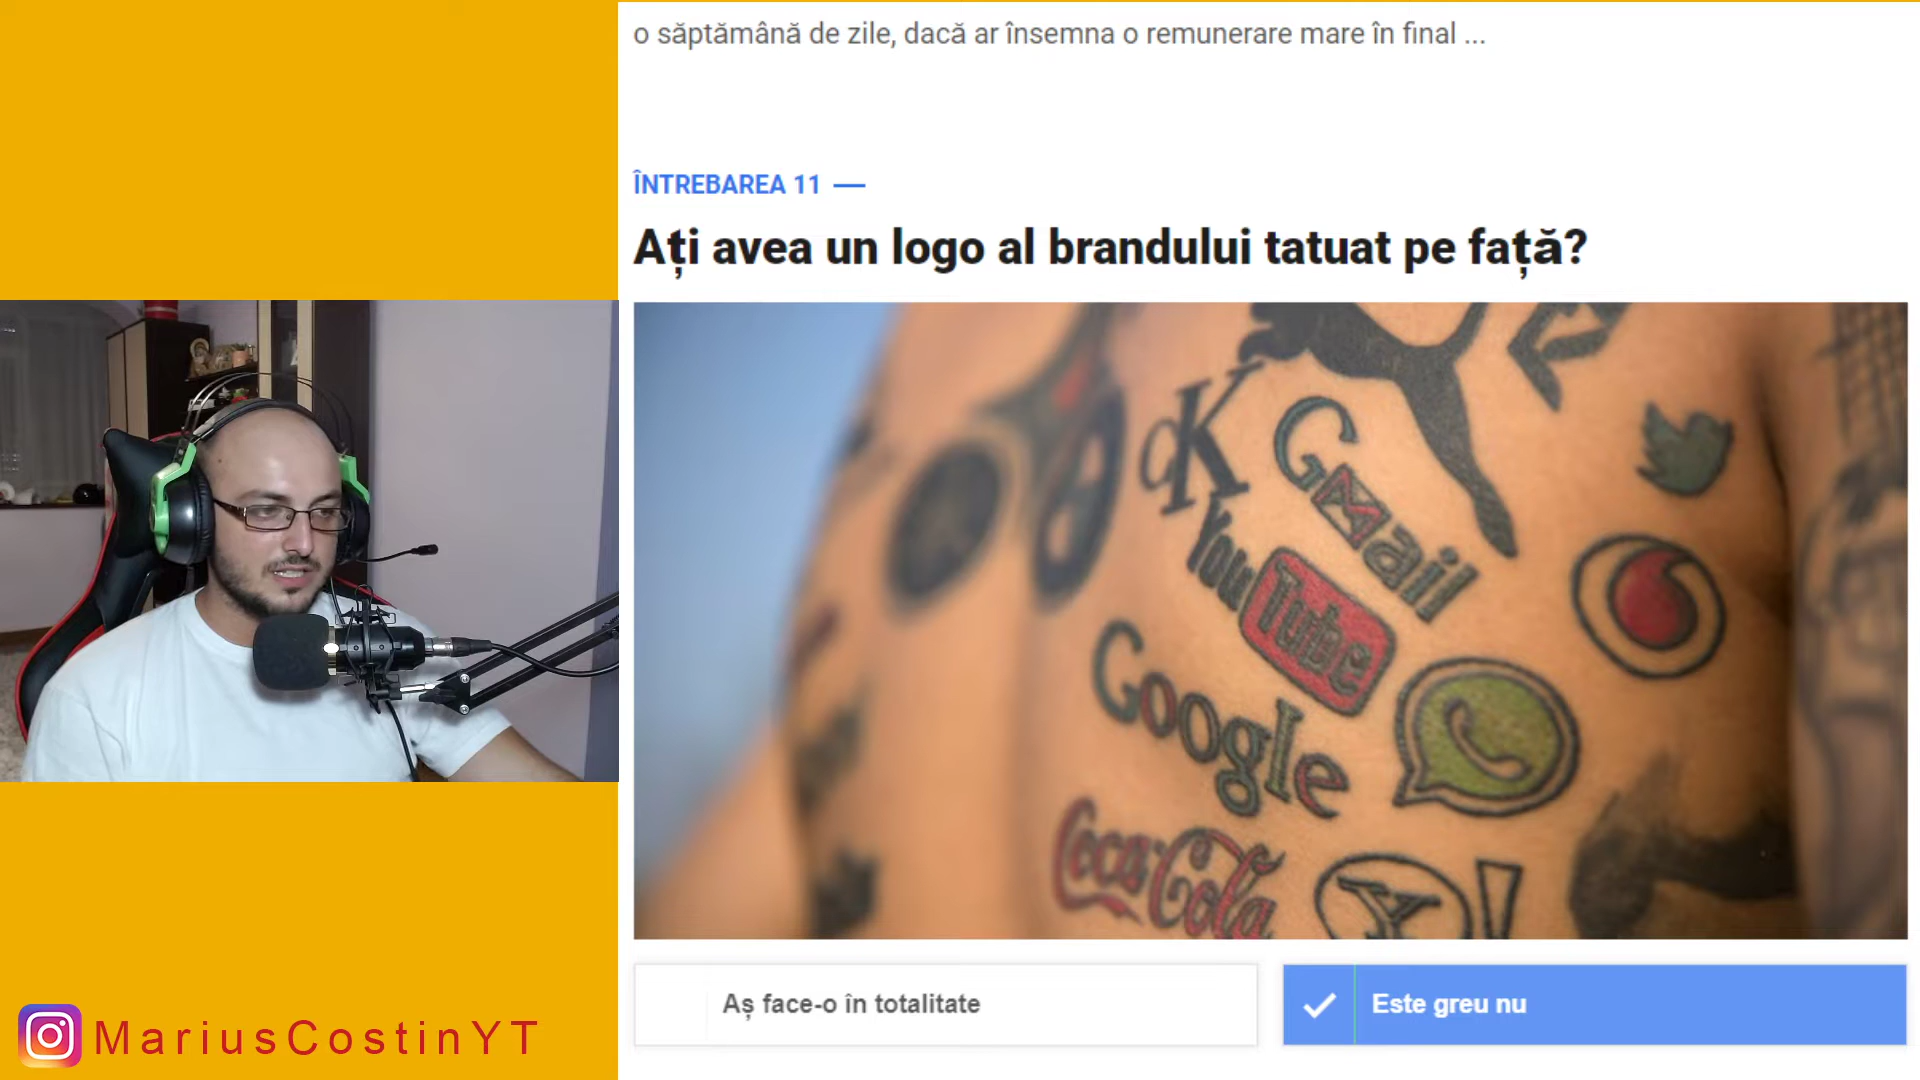 o săptămână de zile, dacă ar însemna o remunerare mare în final ...
ÎNTREBAREA 11 —
Ați avea un logo al brandului tatuat pe față?
cK
Gmail
YouTube
Google
Coca-Cola
Y!
Aș face-o în totalitate
Este greu nu
MariusCostinYT